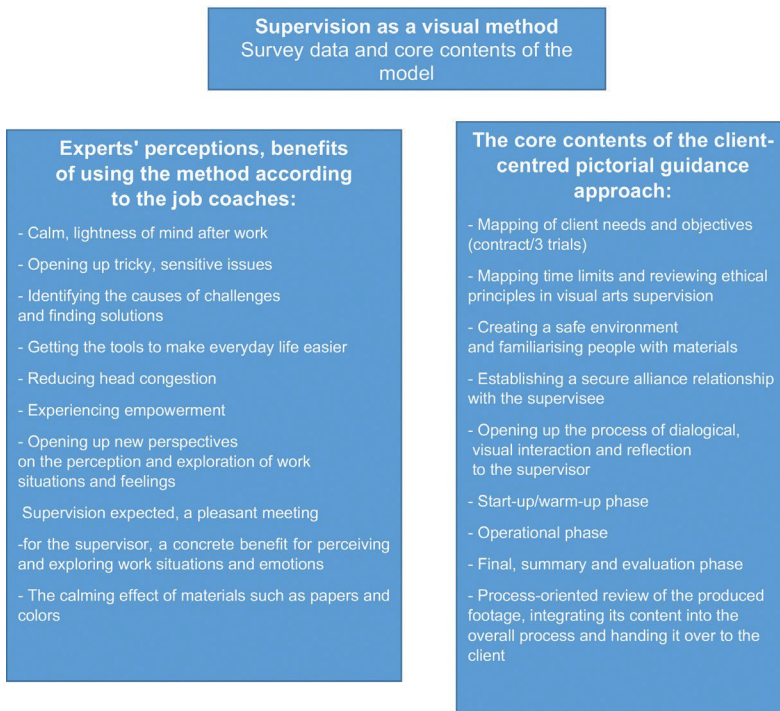 Supervision as a visual method
Survey data and core contents of the
model
Experts' perceptions, benefits
of using the method according
to the job coaches:
- Calm, lightness of mind after work
- Opening up tricky, sensitive issues
- Identifying the causes of challenges
and finding solutions
- Getting the tools to make everyday life easier
- Reducing head congestion
- Experiencing empowerment
- Opening up new perspectives
on the perception and exploration of work
situations and feelings
Supervision expected, a pleasant meeting
-for the supervisor, a concrete benefit for perceiving
and exploring work situations and emotions
- The calming effect of materials such as papers and
colors
The core contents of the client-
centred pictorial guidance
approach:
- Mapping of client needs and objectives
(contract/3 trials)
- Mapping time limits and reviewing ethical
principles in visual arts supervision
- Creating a safe environment
and familiarising people with materials
- Establishing a secure alliance relationship
with the supervisee
- Opening up the process of dialogical,
visual interaction and reflection
to the supervisor
- Start-up/warm-up phase
- Operational phase
- Final, summary and evaluation phase
- Process-oriented review of the produced
footage, integrating its content into the
overall process and handing it over to the
client